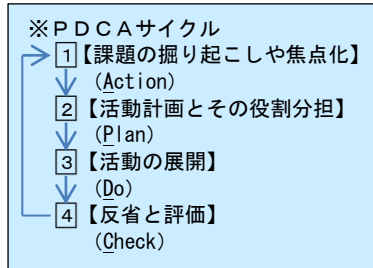 ※ＰＤＣＡサイクル
1【課題の掘り起こしや焦点化】
(Action)
2【活動計画とその役割分担】
(Plan)
3【活動の展開】
(Do)
4【反省と評価】
(Check)